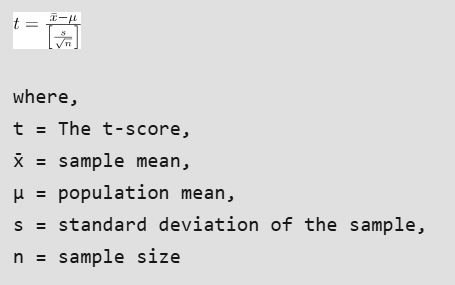 t = x̄−μ / [s / √n]
where,
t = The t-score,
x̄ = sample mean,
μ = population mean,
s = standard deviation of the sample,
n = sample size